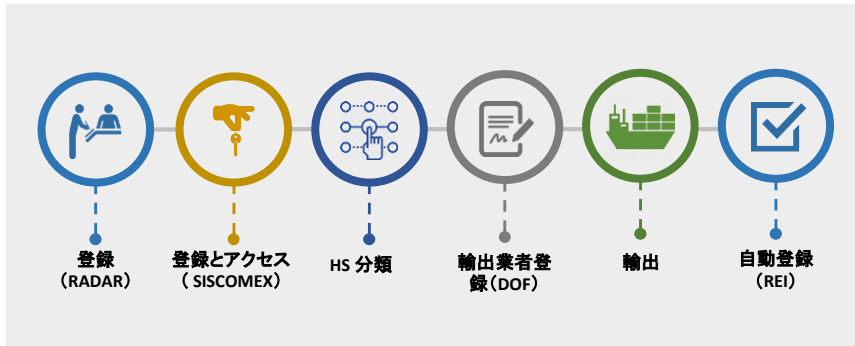 登録
（RADAR）
登録とアクセス
（ SISCOMEX）
HS 分類
輸出業者登
録（DOF）
輸出
自動登録
（REI）